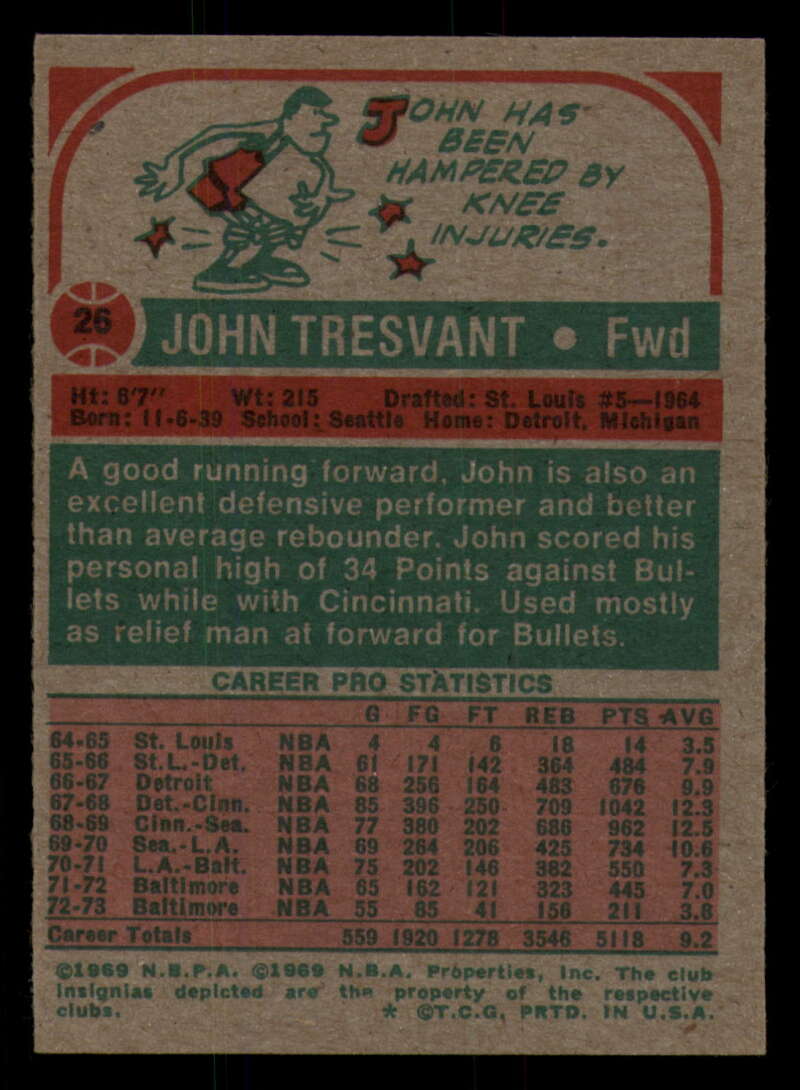 JOHN HAS
BEEN
HAMPERED BY
KNEE
INJURIES.
26
JOHN TRESVANT • Fwd
Ht: 6'7" Wt: 215 Drafted: St. Louis #5—1964
Born: 11-6-39 School: Seattle Home: Detroit, Michigan
A good running forward, John is also an
excellent defensive performer and better
than average rebounder. John scored his
personal high of 34 Points against Bul-
lets while with Cincinnati. Used mostly
as relief man at forward for Bullets.
CAREER PRO STATISTICS
G FG FT REB PTS AVG
64-65 St. Louis NBA 4 4 6 18 14 3.5
65-66 St.L.-Det. NBA 61 171 142 364 484 7.9
66-67 Detroit NBA 68 256 164 483 676 9.9
67-68 Det.-Cinn. NBA 85 396 250 709 1042 12.3
68-69 Cinn.-Sea. NBA 77 380 202 686 962 12.5
69-70 Sea.-L.A. NBA 69 264 206 425 734 10.6
70-71 L.A.-Balt. NBA 75 202 146 382 550 7.3
71-72 Baltimore NBA 65 162 121 323 445 7.0
72-73 Baltimore NBA 55 85 41 156 211 3.8
Career Totals 559 1920 1278 3546 5118 9.2
©1969 N.B.P.A. ©1969 N.B.A. Properties, Inc. The club
insignias depicted are the property of the respective
clubs. * ©T.C.G. PRTD. IN U.S.A.